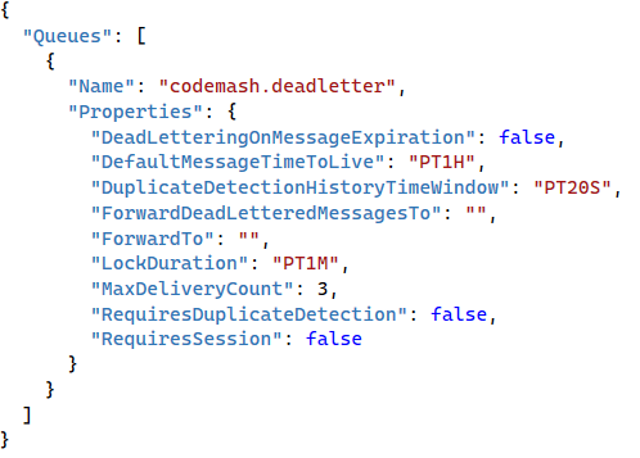 {
  "Queues": [
    {
      "Name": "codemash.deadletter",
      "Properties": {
        "DeadLetteringOnMessageExpiration": false,
        "DefaultMessageTimeToLive": "PT1H",
        "DuplicateDetectionHistoryTimeWindow": "PT20S",
        "ForwardDeadLetteredMessagesTo": "",
        "ForwardTo": "",
        "LockDuration": "PT1M",
        "MaxDeliveryCount": 3,
        "RequiresDuplicateDetection": false,
        "RequiresSession": false
      }
    }
  ]
}